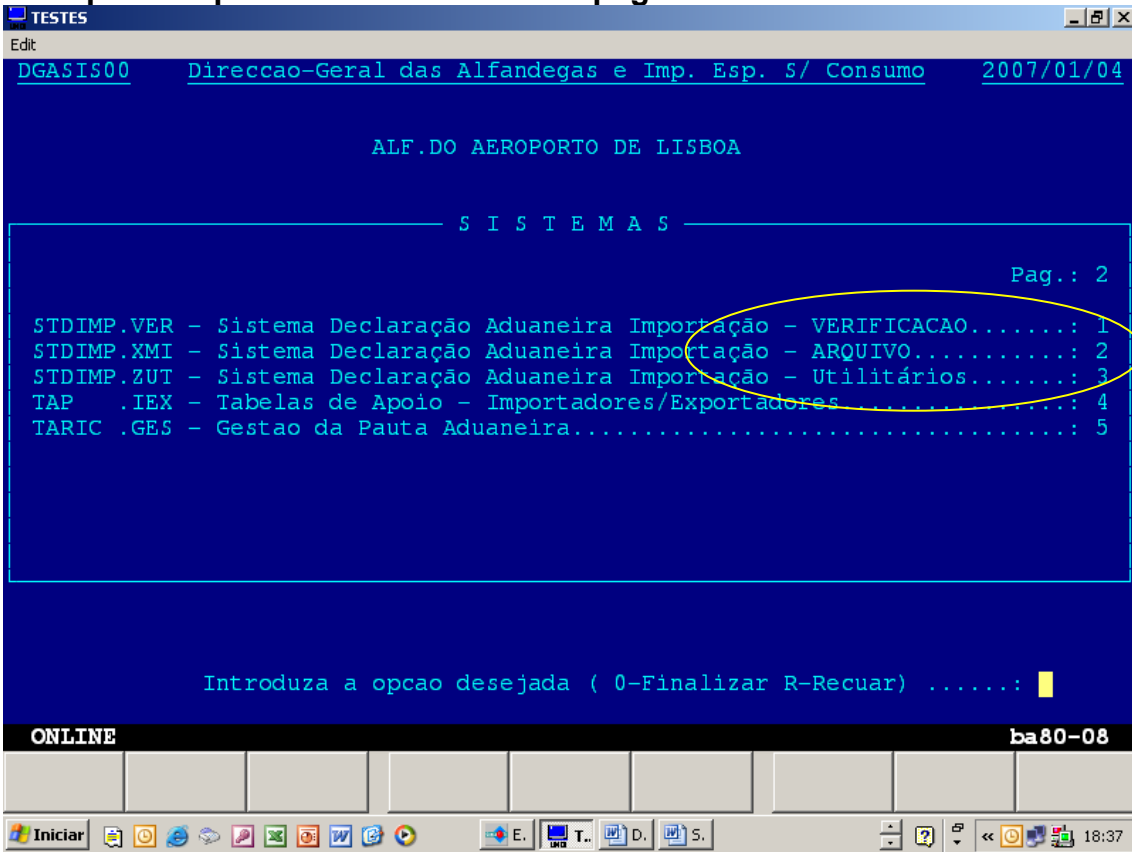 TESTES
Edit
DGASIS00 Direccao-Geral das Alfandegas e Imp. Esp. S/ Consumo 2007/01/04
ALF.DO AEROPORTO DE LISBOA
S I S T E M A S
Pag.: 2
STDIMP.VER - Sistema Declaração Aduaneira Importação - VERIFICACAO.......: 1
STDIMP.XMI - Sistema Declaração Aduaneira Importação - ARQUIVO...........: 2
STDIMP.ZUT - Sistema Declaração Aduaneira Importação - Utilitários.......: 3
TAP .IEX - Tabelas de Apoio - Importadores/Exportadores................: 4
TARIC .GES - Gestao da Pauta Aduaneira...................................: 5
Introduza a opcao desejada ( 0-Finalizar R-Recuar) ......:
ONLINE ba80-08
Iniciar E. T.. D. S. 18:37